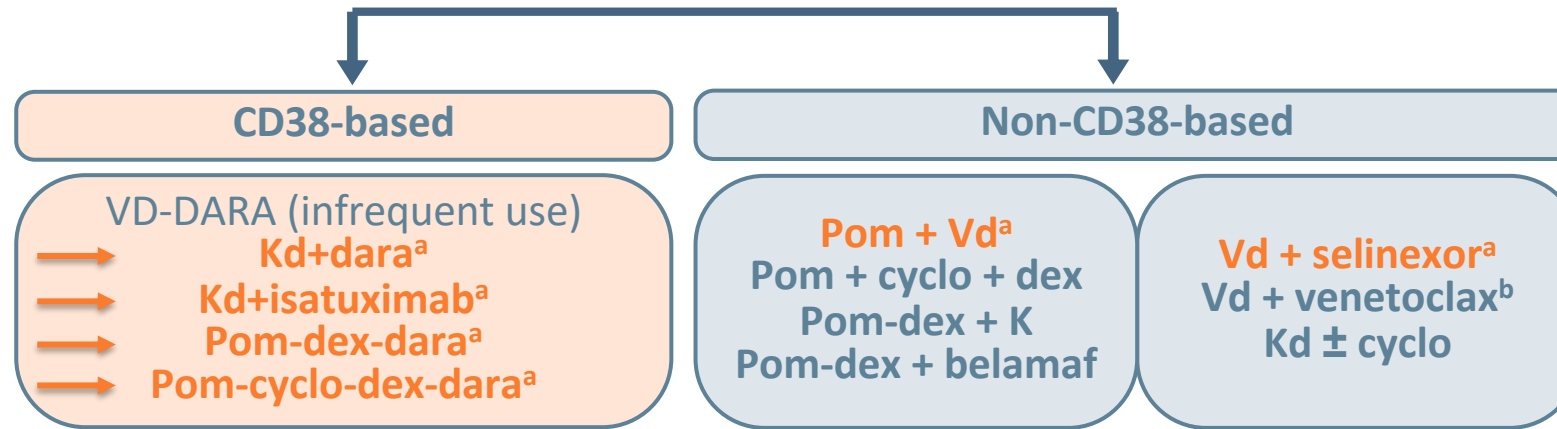 CD38-based
VD-DARA (infrequent use)
Kd+daraᵃ
Kd+isatuximabᵃ
Pom-dex-daraᵃ
Pom-cyclo-dex-daraᵃ
Non-CD38-based
Pom + Vdᵃ
Pom + cyclo + dex
Pom-dex + K
Pom-dex + belamaf
Vd + selinexorᵃ
Vd + venetoclaxᵇ
Kd ± cyclo